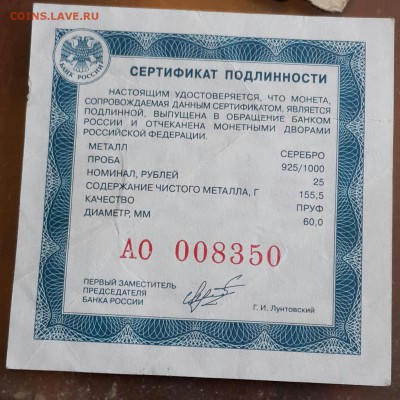 COINS.LAVE.RU
БАНК РОССИИ
СЕРТИФИКАТ ПОДЛИННОСТИ
НАСТОЯЩИМ УДОСТОВЕРЯЕТСЯ, ЧТО МОНЕТА,
СОПРОВОЖДАЕМАЯ ДАННЫМ СЕРТИФИКАТОМ, ЯВЛЯЕТСЯ
ПОДЛИННОЙ, ВЫПУЩЕНА В ОБРАЩЕНИЕ БАНКОМ
РОССИИ И ОТЧЕКАНЕНА МОНЕТНЫМИ ДВОРАМИ
РОССИЙСКОЙ ФЕДЕРАЦИИ.
МЕТАЛЛ СЕРЕБРО
ПРОБА 925/1000
НОМИНАЛ, РУБЛЕЙ 25
СОДЕРЖАНИЕ ЧИСТОГО МЕТАЛЛА, Г 155,5
КАЧЕСТВО ПРУФ
ДИАМЕТР, ММ 60,0
АО 008350
ПЕРВЫЙ ЗАМЕСТИТЕЛЬ
ПРЕДСЕДАТЕЛЯ
БАНКА РОССИИ
Г. И. Лунтовский